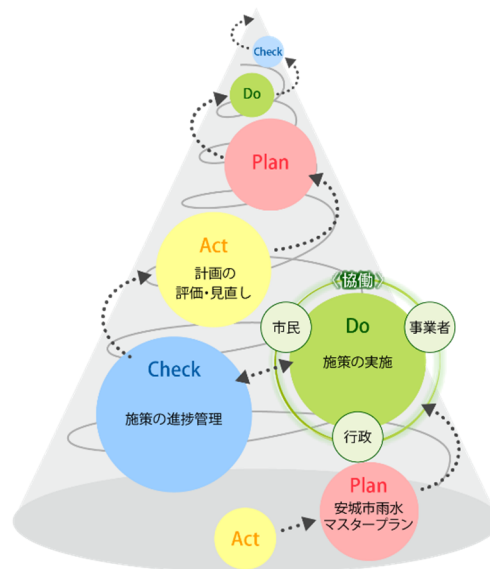 Check
Do
Plan
Act
計画の
評価・見直し
協働
市民
Do
事業者
施策の実施
Check
施策の進捗管理
行政
Plan
安城市雨水
マスタープラン
Act